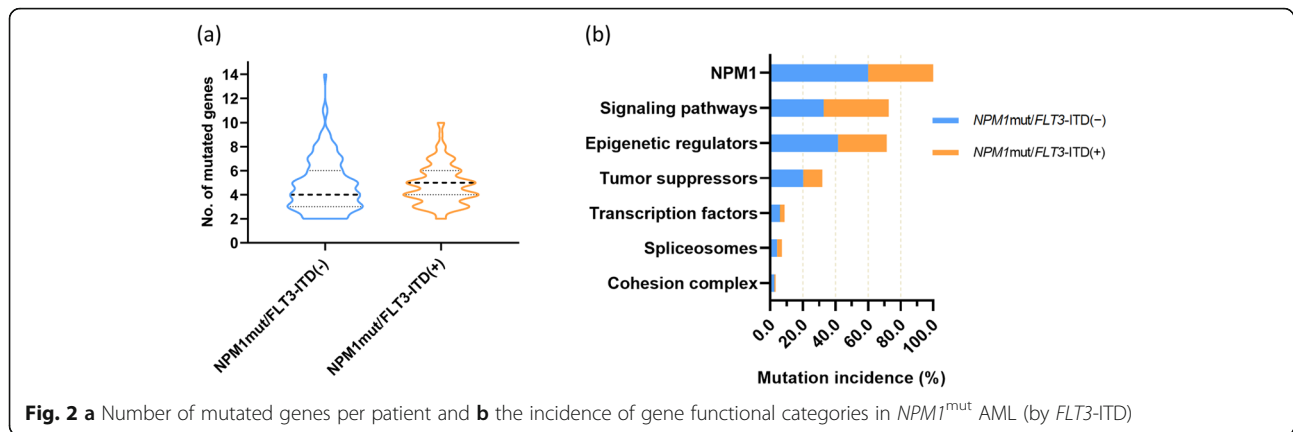 (a)
No. of mutated genes
14
12
10
8
6
4
2
0
NPM1mut/FLT3-ITD(-)
NPM1mut/FLT3-ITD(+)
(b)
NPM1
Signaling pathways
Epigenetic regulators
Tumor suppressors
Transcription factors
Spliceosomes
Cohesion complex
0.0
20.0
40.0
60.0
80.0
100.0
Mutation incidence (%)
NPM1mut/FLT3-ITD(−)
NPM1mut/FLT3-ITD(+)
Fig. 2 a Number of mutated genes per patient and b the incidence of gene functional categories in NPM1mut AML (by FLT3-ITD)